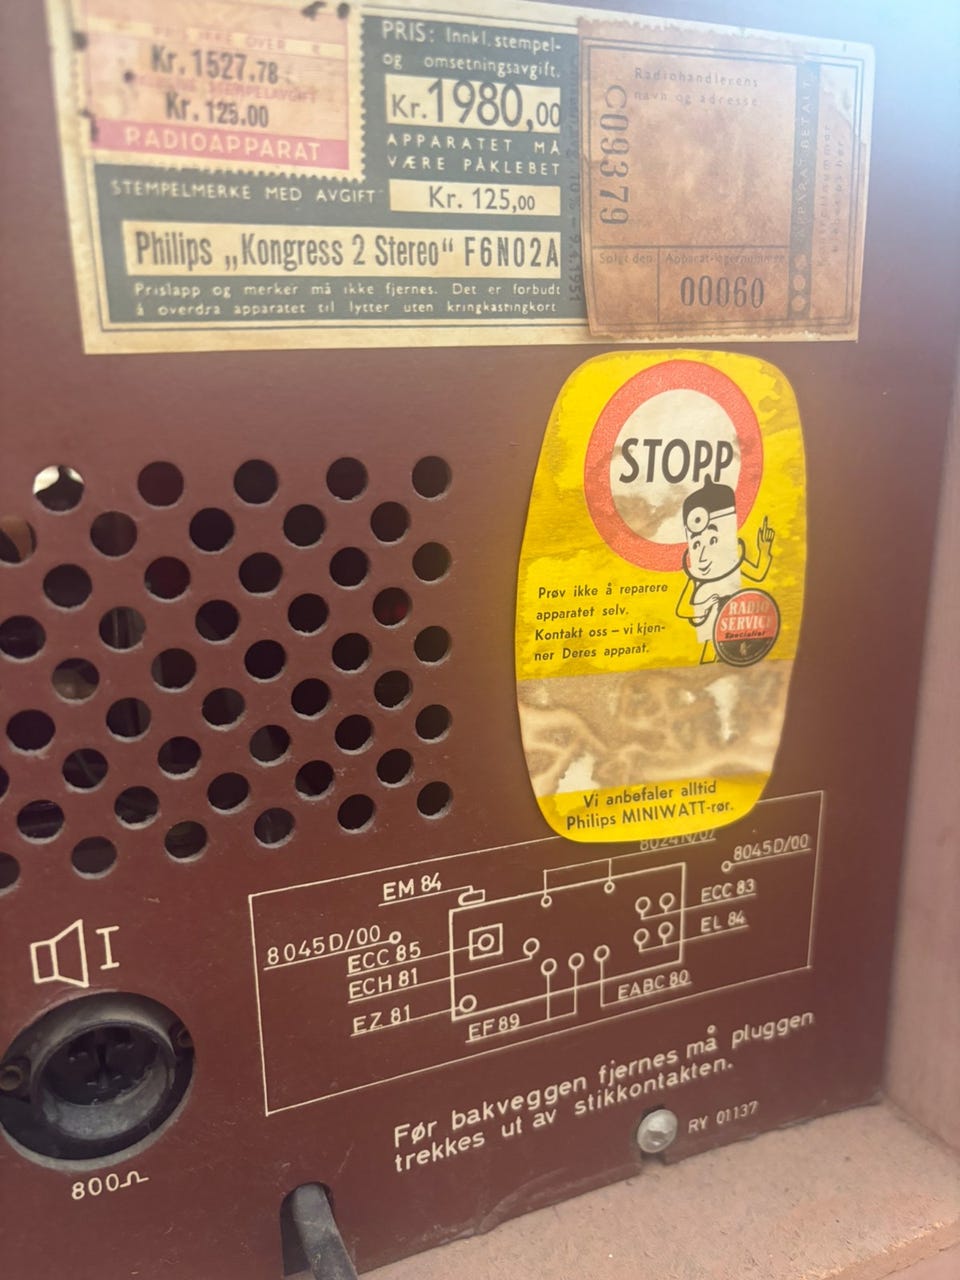 Kr. 1527.78
Kr. 125.00
RADIOAPPARAT
PRIS: Innkl. stempel-
og omsetningsavgift.
Kr. 1980,00
APPARATET MÅ
VÆRE PÅKLEBET
STEMPELMERKE MED AVGIFT
Kr. 125,00
Philips „Kongress 2 Stereo“ F6N02A
Prislapp og merker må ikke fjernes. Det er forbudt
å overdra apparatet til lytter uten kringkastingkort
Radiohandlerens
navn og adresse
C09379
APPARAT BETALT
Solgt den
Apparat-lagernummer
00060
STOPP
Prøv ikke å reparere
apparatet selv.
Kontakt oss – vi kjen-
ner Deres apparat.
RADIO
SERVICE
Specialist
Vi anbefaler alltid
Philips MINIWATT-rør.
8045D/00
EM 84
ECC 83
8045D/00
EL 84
ECC 85
ECH 81
EABC 80
EZ 81
EF 89
I
800Ω
Før bakveggen fjernes må pluggen
trekkes ut av stikkontakten.
RY 01137